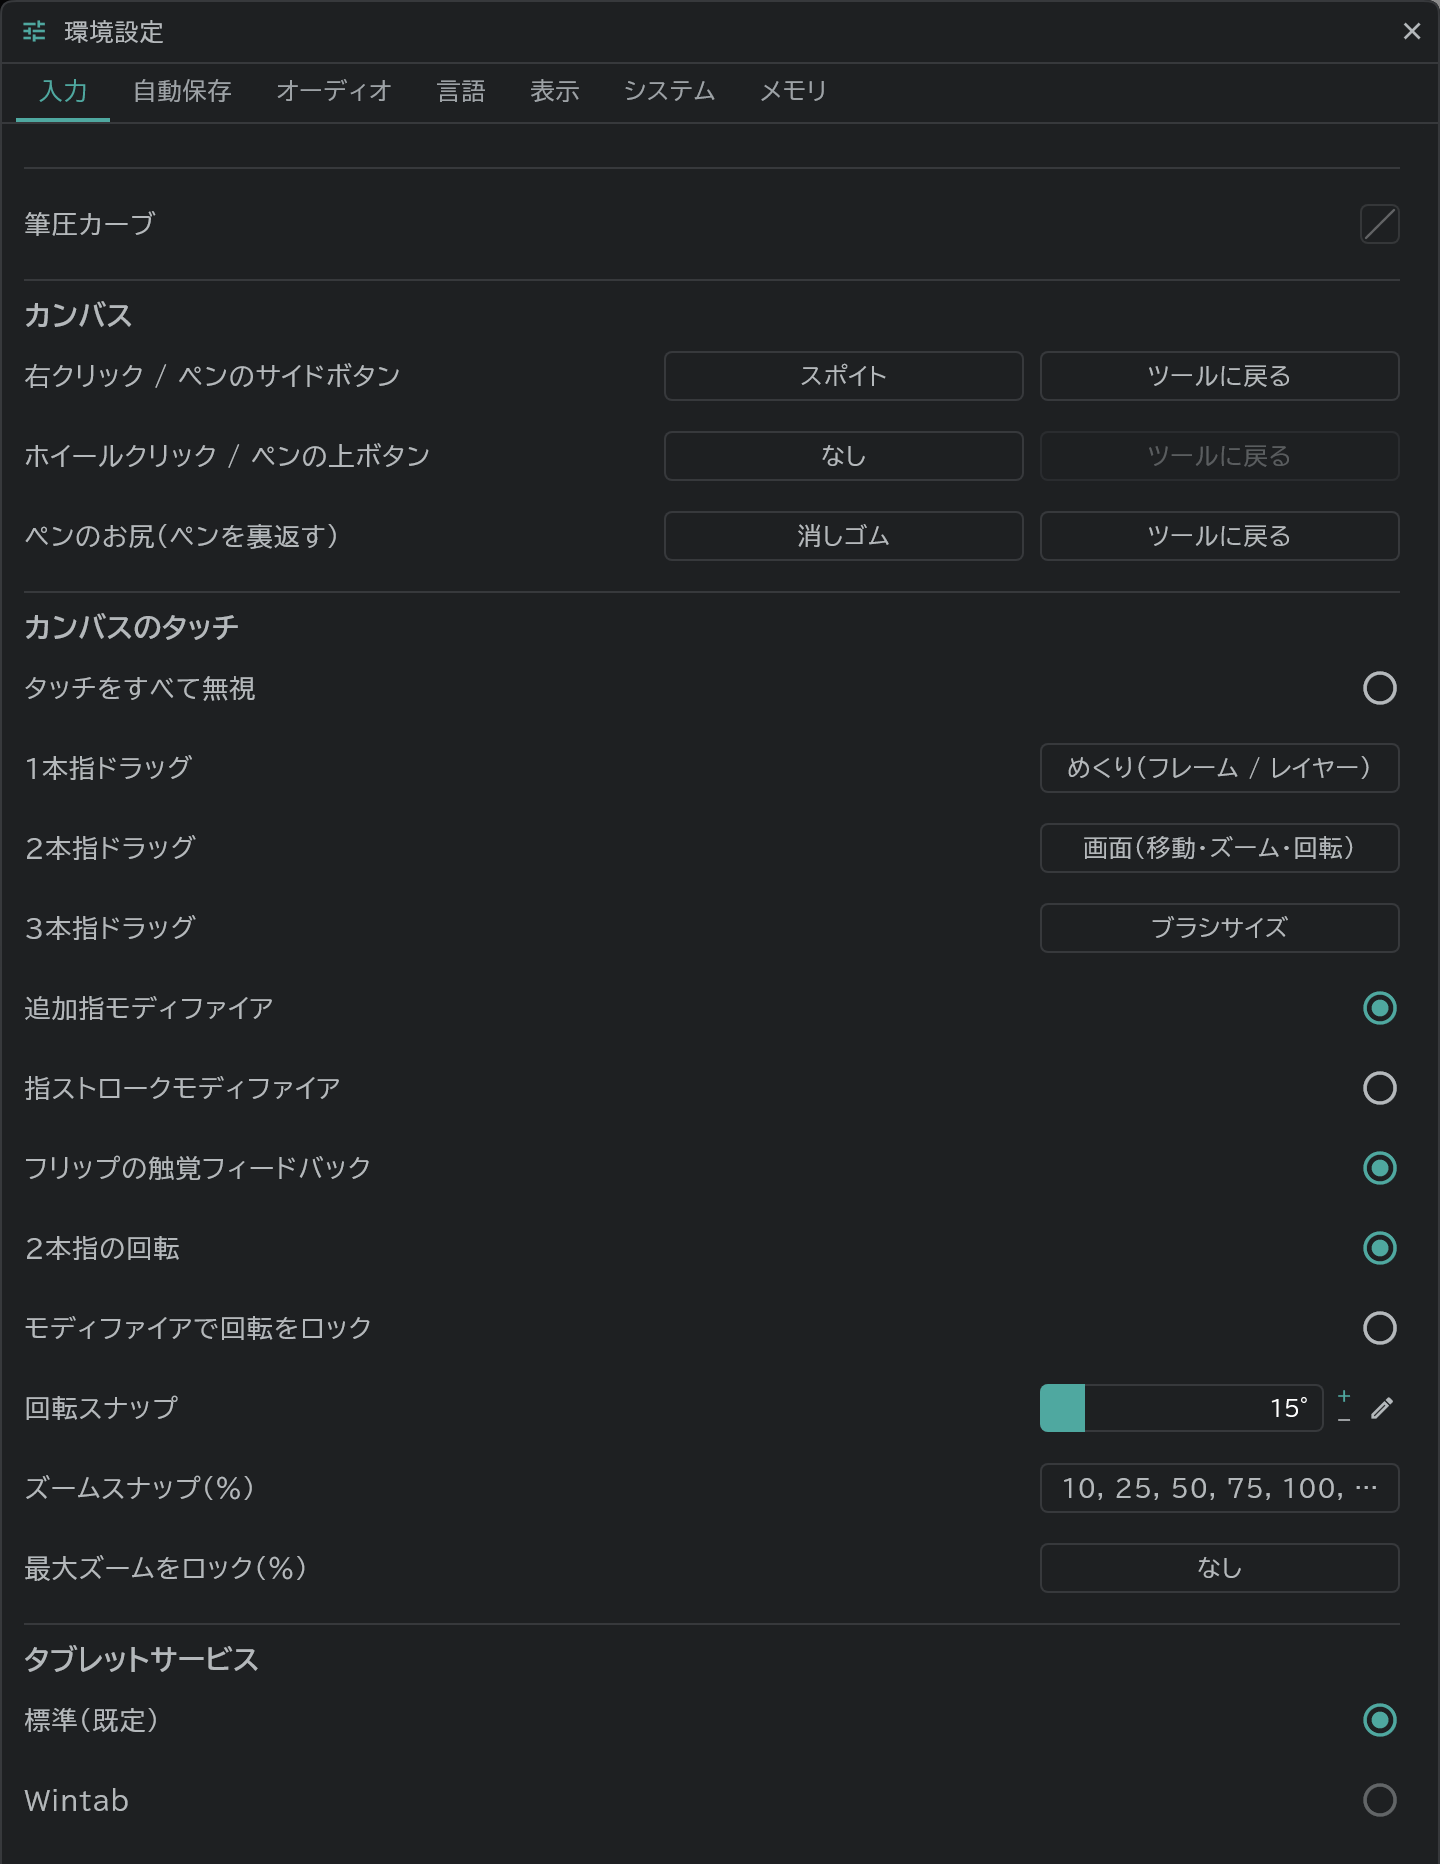 環境設定
入力 自動保存 オーディオ 言語 表示 システム メモリ
筆圧カーブ
カンバス
右クリック / ペンのサイドボタン スポイト ツールに戻る
ホイールクリック / ペンの上ボタン なし ツールに戻る
ペンのお尻(ペンを裏返す) 消しゴム ツールに戻る
カンバスのタッチ
タッチをすべて無視
1本指ドラッグ めくり(フレーム / レイヤー)
2本指ドラッグ 画面(移動・ズーム・回転)
3本指ドラッグ ブラシサイズ
追加指モディファイア
指ストロークモディファイア
フリップの触覚フィードバック
2本指の回転
モディファイアで回転をロック
回転スナップ 15° + −
ズームスナップ(%) 10, 25, 50, 75, 100, …
最大ズームをロック(%) なし
タブレットサービス
標準(既定)
Wintab